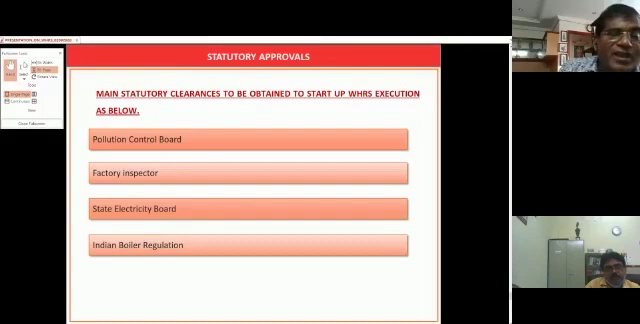 STATUTORY APPROVALS
MAIN STATUTORY CLEARANCES TO BE OBTAINED TO START UP WHRS EXECUTION
AS BELOW.
Pollution Control Board
Factory inspector
State Electricity Board
Indian Boiler Regulation